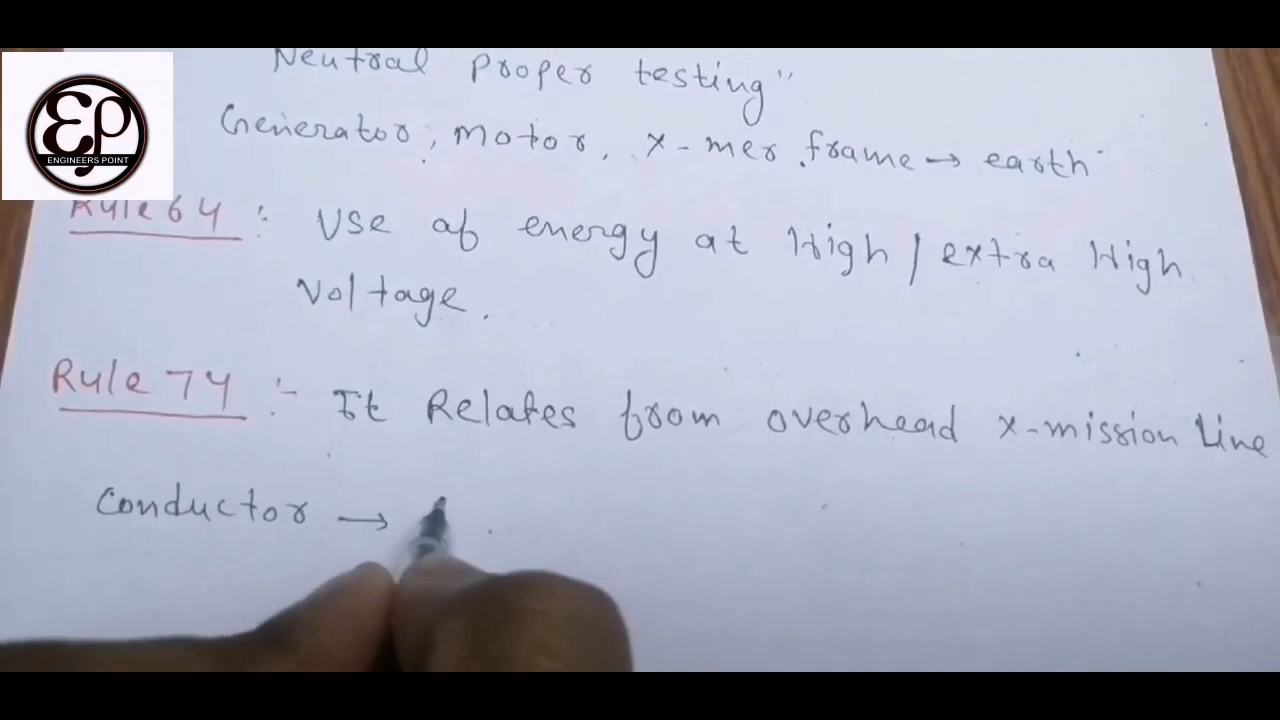 EP
ENGINEERS POINT
Neutral proper testing"
Generator, motor, x-mer frame → earth
Rule 64 :- Use of energy at High / extra High
Voltage.
Rule 74 :- It Relates from overhead x-mission Line
Conductor →